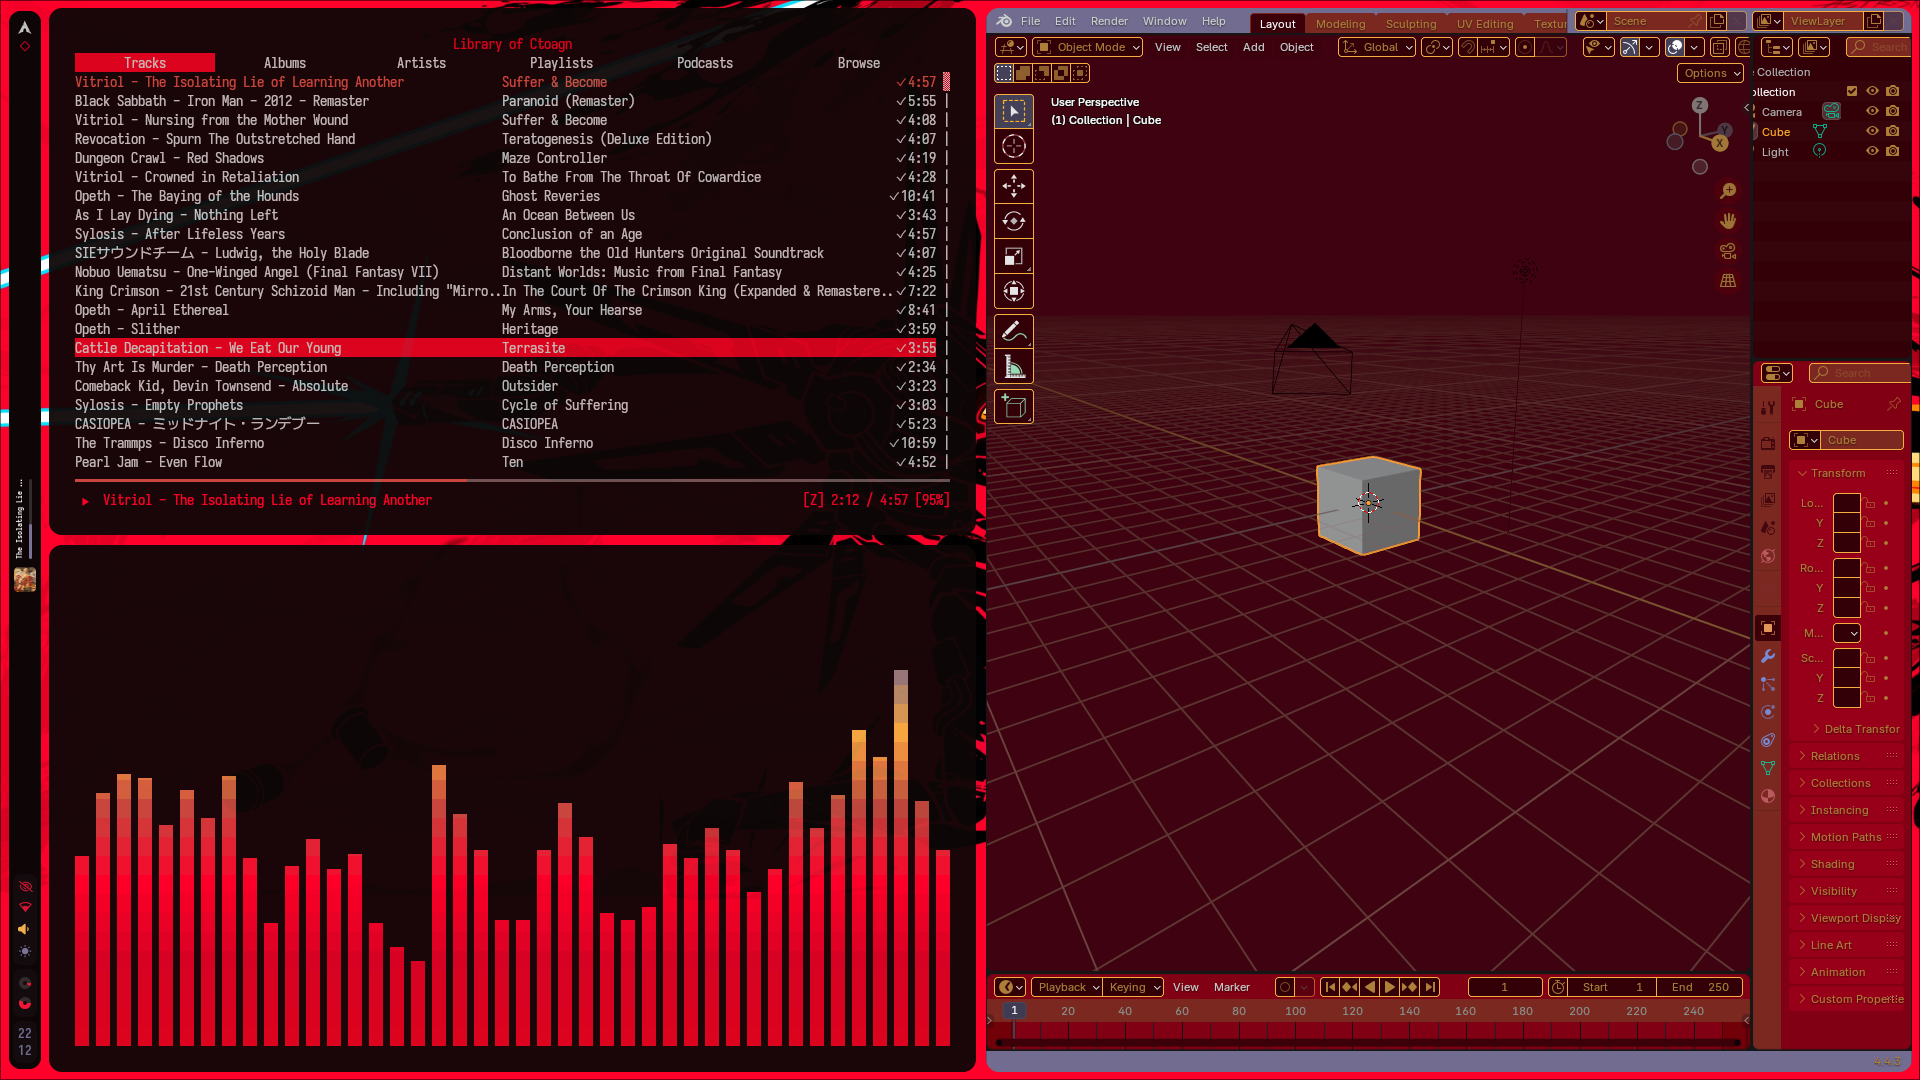 Library of Ctoagn
Tracks Albums Artists Playlists Podcasts Browse
Vitriol - The Isolating Lie of Learning Another Suffer & Become ✓4:57
Black Sabbath - Iron Man - 2012 - Remaster Paranoid (Remaster) ✓5:55
Vitriol - Nursing from the Mother Wound Suffer & Become ✓4:08
Revocation - Spurn The Outstretched Hand Teratogenesis (Deluxe Edition) ✓4:07
Dungeon Crawl - Red Shadows Maze Controller ✓4:19
Vitriol - Crowned in Retaliation To Bathe From The Throat Of Cowardice ✓4:28
Opeth - The Baying of the Hounds Ghost Reveries ✓10:41
As I Lay Dying - Nothing Left An Ocean Between Us ✓3:43
Sylosis - After Lifeless Years Conclusion of an Age ✓4:57
SIEサウンドチーム - Ludwig, the Holy Blade Bloodborne the Old Hunters Original Soundtrack ✓4:07
Nobuo Uematsu - One-Winged Angel (Final Fantasy VII) Distant Worlds: Music from Final Fantasy ✓4:25
King Crimson - 21st Century Schizoid Man - Including "Mirro.. In The Court Of The Crimson King (Expanded & Remastere.. ✓7:22
Opeth - April Ethereal My Arms, Your Hearse ✓8:41
Opeth - Slither Heritage ✓3:59
Cattle Decapitation - We Eat Our Young Terrasite ✓3:55
Thy Art Is Murder - Death Perception Death Perception ✓2:34
Comeback Kid, Devin Townsend - Absolute Outsider ✓3:23
Sylosis - Empty Prophets Cycle of Suffering ✓3:03
CASIOPEA - ミッドナイト・ランデブー CASIOPEA ✓5:23
The Trammps - Disco Inferno Disco Inferno ✓10:59
Pearl Jam - Even Flow Ten ✓4:52
▶ Vitriol - The Isolating Lie of Learning Another [Z] 2:12 / 4:57 [95%]
The Isolating Lie ...
22
12
File Edit Render Window Help Layout Modeling Sculpting UV Editing Textur Scene ViewLayer
Object Mode View Select Add Object Global Search
Options
User Perspective
(1) Collection | Cube
Z
Y
X
Collection
ollection
Camera
Cube
Light
Search
Cube
Cube
Transform
Lo...
Y
Z
Ro...
Y
Z
M...
Sc...
Y
Z
Delta Transfor
Relations
Collections
Instancing
Motion Paths
Shading
Visibility
Viewport Display
Line Art
Animation
Custom Propertie
Playback Keying View Marker 1 Start 1 End 250
1 20 40 60 80 100 120 140 160 180 200 220 240
4.4.3